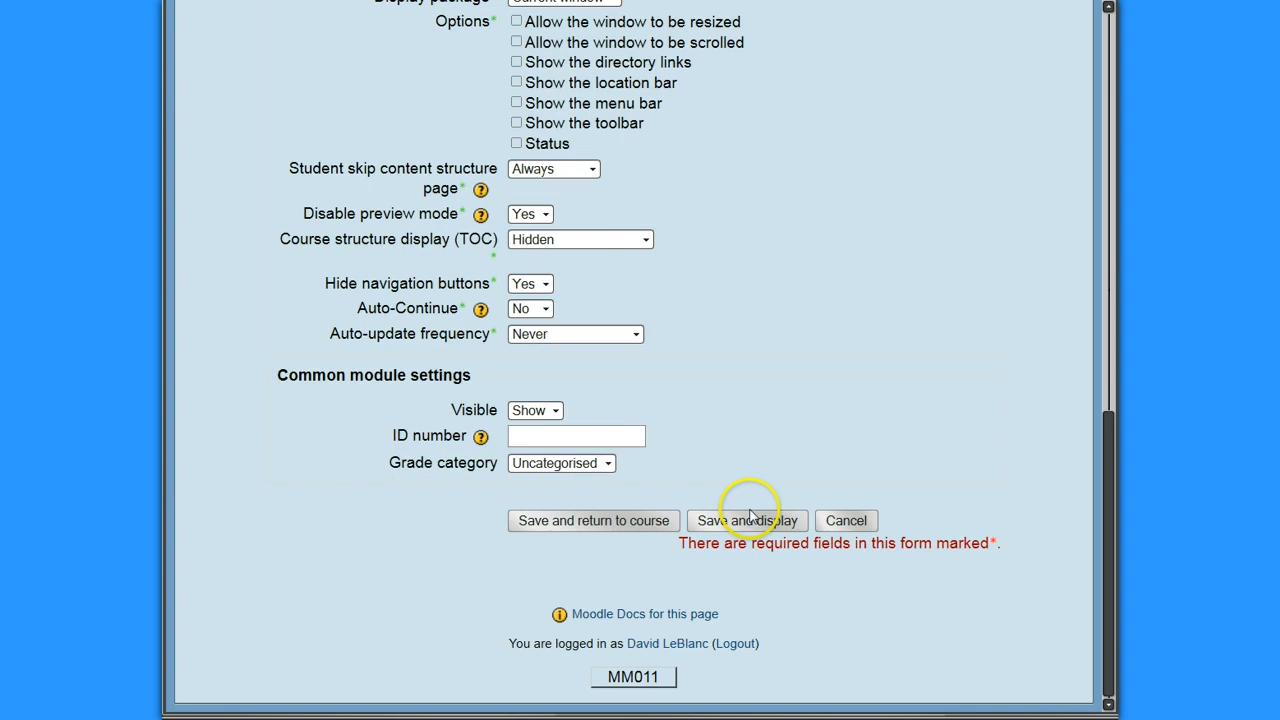 Display package Current window
Options* Allow the window to be resized
Allow the window to be scrolled
Show the directory links
Show the location bar
Show the menu bar
Show the toolbar
Status
Student skip content structure Always
page*
Disable preview mode* Yes
Course structure display (TOC) Hidden
*
Hide navigation buttons* Yes
Auto-Continue* No
Auto-update frequency* Never
Common module settings
Visible Show
ID number
Grade category Uncategorised
Save and return to course Save and display Cancel
There are required fields in this form marked*.
Moodle Docs for this page
You are logged in as David LeBlanc (Logout)
MM011